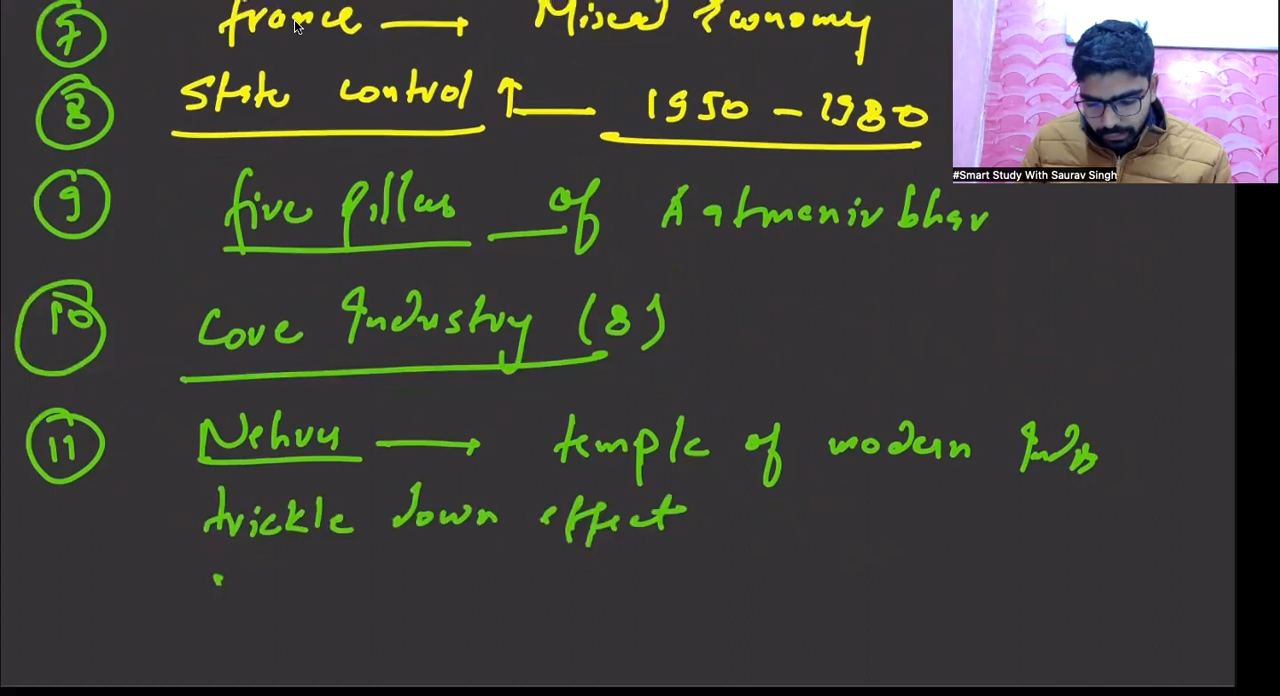 7 france → Mixed Economy
8 State control ↑ — 1950 - 1980
#Smart Study With Saurav Singh
9 five pillars — of Aatmanirbhar
10 Core Industry (8)
11 Nehru → temple of modern India
trickle down effect